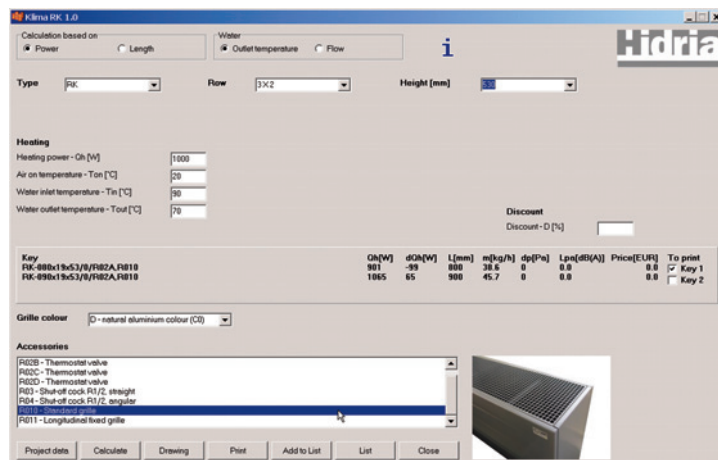 Klima RK 1.0
Hidria
Calculation based on
Power Length
Water
Outlet temperature Flow
i
Type RK Row 3X2 Height [mm] 530
Heating
Heating power - Qh [W] 1000
Air on temperature - Ton [°C] 20
Water inlet temperature - Tin [°C] 90
Water outlet temperature - Tout [°C] 70
Discount
Discount - D [%]
Key Qh[W] dQh[W] L[mm] m[kg/h] dp[Pa] Lpa[dB(A)] Price[EUR] To print
RK-080x19x53/0/R02A,R010 901 -99 800 38.6 0 0.0 0.0 Key 1
RK-090x19x53/0/R02A,R010 1065 65 900 45.7 0 0.0 0.0 Key 2
Grille colour D - natural aluminium colour (C0)
Accessories
R02B - Thermostat valve
R02C - Thermostat valve
R02D - Thermostat valve
R03 - Shut-off cock R1/2, straight
R04 - Shut-off cock R1/2, angular
R010 - Standard grille
R011 - Longitudinal fixed grille
Project data Calculate Drawing Print Add to List List Close